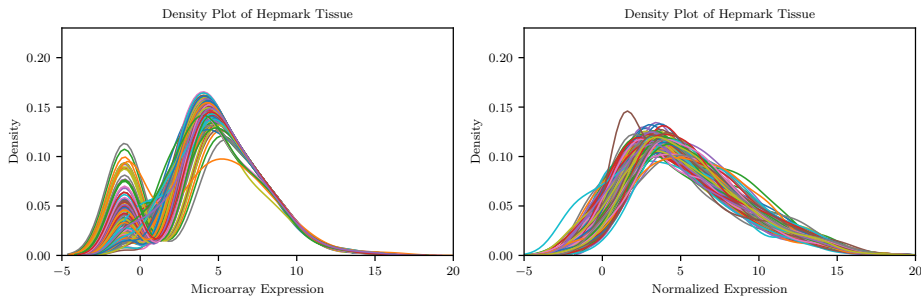 Density Plot of Hepmark Tissue
0.20
0.15
0.10
0.05
0.00
Density
−5 0 5 10 15 20
Microarray Expression
Density Plot of Hepmark Tissue
0.20
0.15
0.10
0.05
0.00
Density
−5 0 5 10 15 20
Normalized Expression